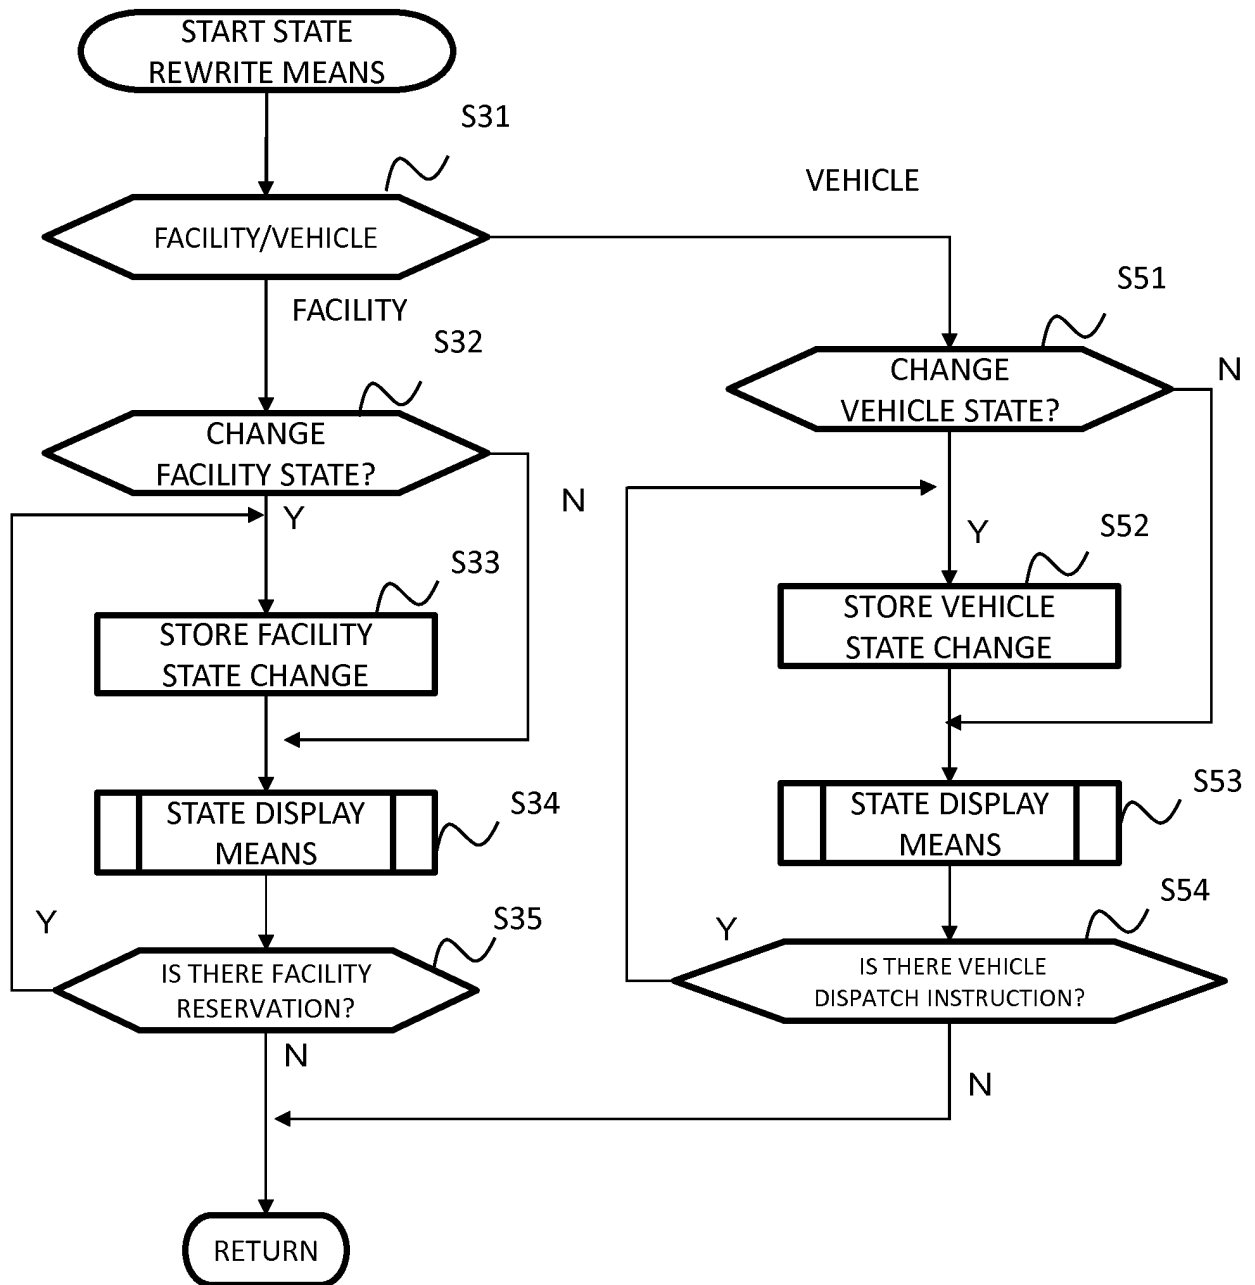 START STATE
REWRITE MEANS
S31
VEHICLE
FACILITY/VEHICLE
FACILITY
S32
CHANGE
FACILITY STATE?
N
Y
S33
STORE FACILITY
STATE CHANGE
STATE DISPLAY
MEANS
S34
Y
S35
IS THERE FACILITY
RESERVATION?
N
S51
CHANGE
VEHICLE STATE?
N
Y
S52
STORE VEHICLE
STATE CHANGE
S53
STATE DISPLAY
MEANS
S54
Y
IS THERE VEHICLE
DISPATCH INSTRUCTION?
N
RETURN